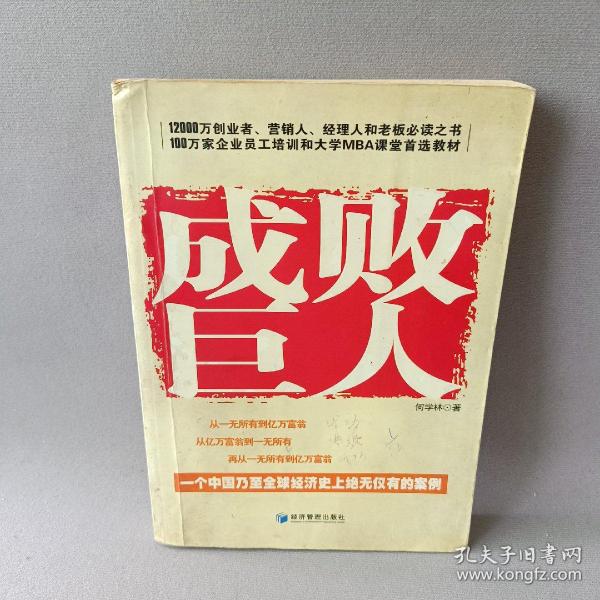 12000万创业者、营销人、经理人和老板必读之书
100万家企业员工培训和大学MBA课堂首选教材
成败
巨人
何学林⊙著
从一无所有到亿万富翁
从亿万富翁到一无所有
再从一无所有到亿万富翁
一个中国乃至全球经济史上绝无仅有的案例
经济管理出版社
孔夫子旧书网
www.kongfz.com